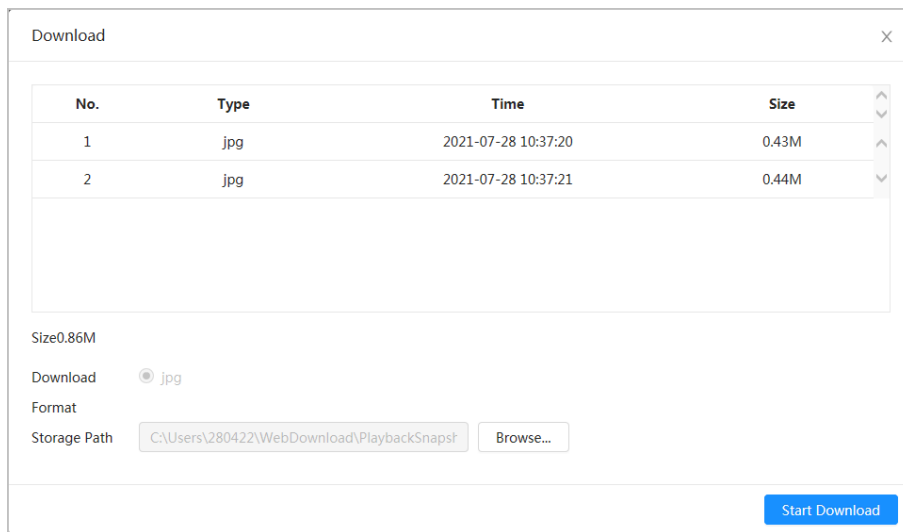 Download
No. Type Time Size
1 jpg 2021-07-28 10:37:20 0.43M
2 jpg 2021-07-28 10:37:21 0.44M
Size0.86M
Download jpg
Format
Storage Path C:\Users\280422\WebDownload\PlaybackSnapsh Browse...
Start Download